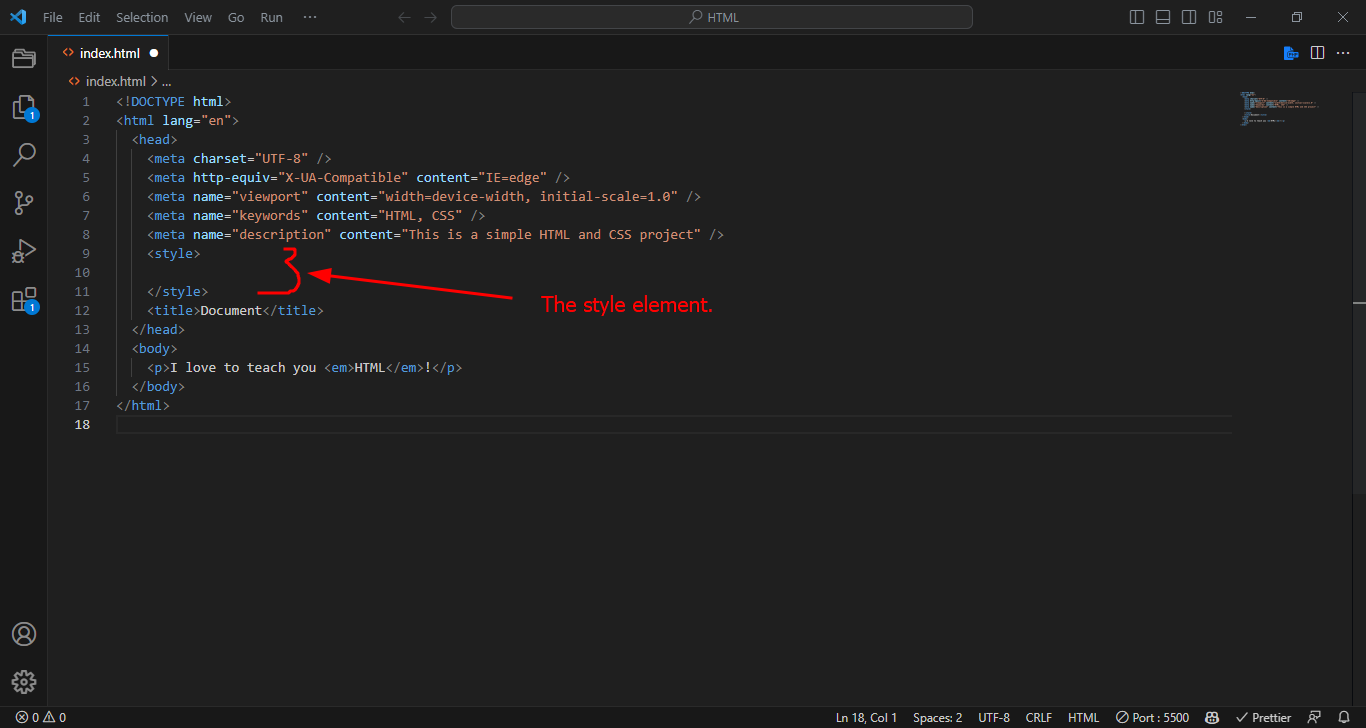 File Edit Selection View Go Run ···
HTML
index.html
index.html > ...
1 <!DOCTYPE html>
2 <html lang="en">
3 <head>
4 <meta charset="UTF-8" />
5 <meta http-equiv="X-UA-Compatible" content="IE=edge" />
6 <meta name="viewport" content="width=device-width, initial-scale=1.0" />
7 <meta name="keywords" content="HTML, CSS" />
8 <meta name="description" content="This is a simple HTML and CSS project" />
9 <style>
10
11 </style>
The style element.
12 <title>Document</title>
13 </head>
14 <body>
15 <p>I love to teach you <em>HTML</em>!</p>
16 </body>
17 </html>
18
1
1
0 0 Ln 18, Col 1 Spaces: 2 UTF-8 CRLF HTML Port : 5500 Prettier